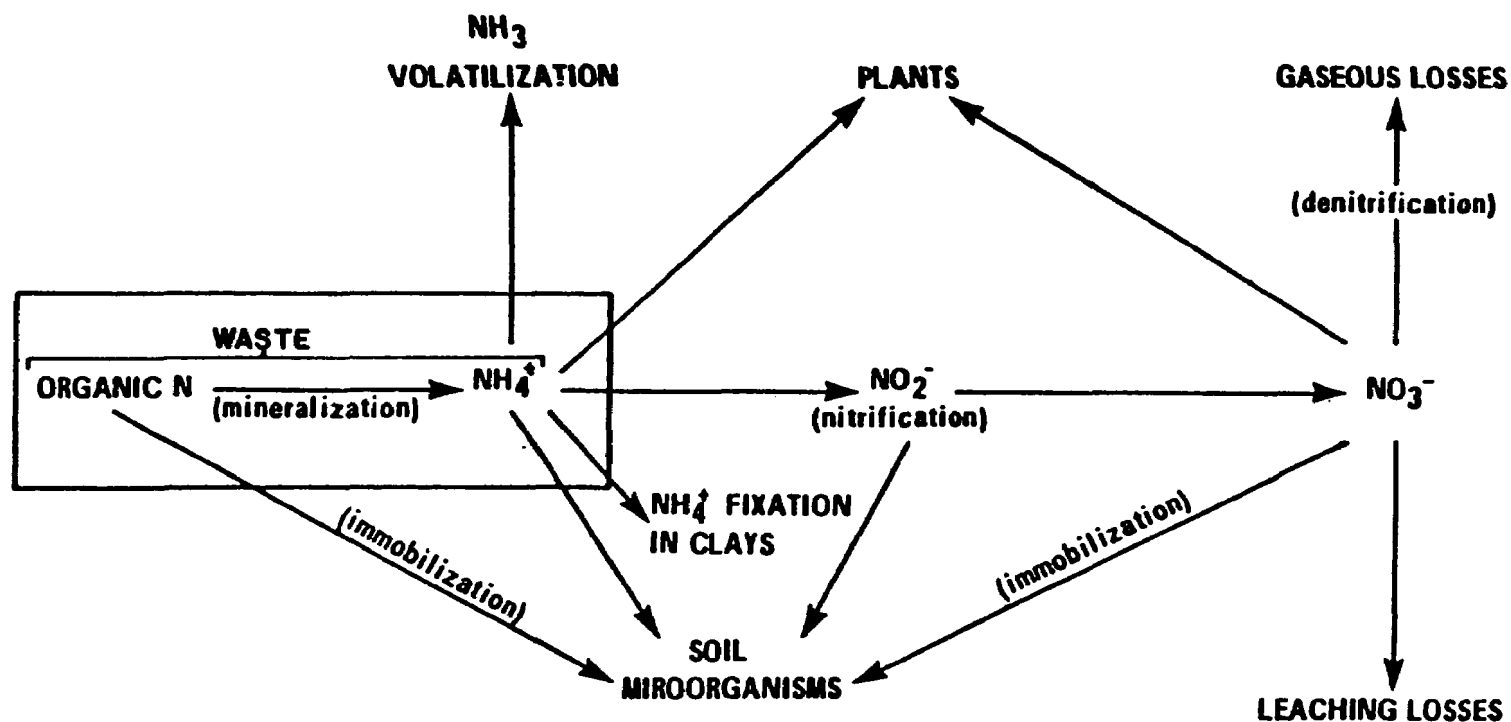 NH₃
VOLATILIZATION
PLANTS
GASEOUS LOSSES
(denitrification)
WASTE
ORGANIC N
(mineralization)
NH₄⁺
NO₂⁻
(nitrification)
NO₃⁻
NH₄⁺ FIXATION
IN CLAYS
(immobilization)
(immobilization)
SOIL
MIROORGANISMS
LEACHING LOSSES